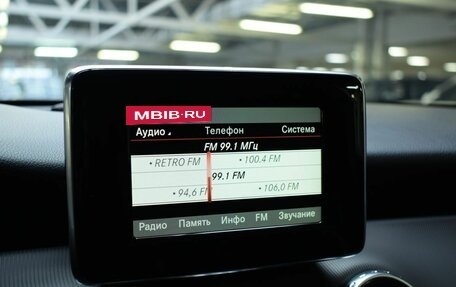 MBIB.RU
Аудио Телефон Система
FM 99.1 МГц
• RETRO FM • 100.4 FM
99.1 FM
• 94,6 FM • 106,0 FM
Радио Память Инфо FM Звучание